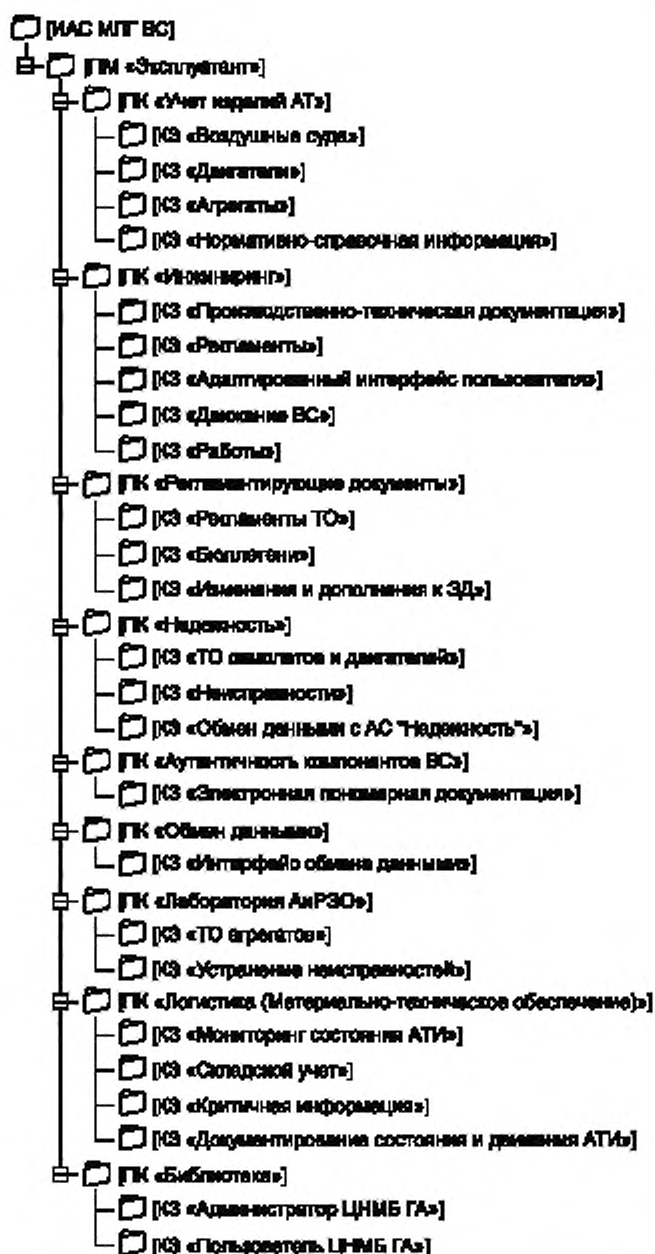 [ИАС МЛГ ВС]
[ПМ «Эксплуатант»]
[ПК «Учет изделий АТ»]
[КЗ «Воздушные суда»]
[КЗ «Двигатели»]
[КЗ «Агрегаты»]
[КЗ «Нормативно-справочная информация»]
[ПК «Инжиниринг»]
[КЗ «Производственно-техническая документация»]
[КЗ «Регламенты»]
[КЗ «Адаптированный интерфейс пользователя»]
[КЗ «Движение ВС»]
[КЗ «Работы»]
[ПК «Регламентирующие документы»]
[КЗ «Регламенты ТО»]
[КЗ «Бюллетени»]
[КЗ «Изменения и дополнения к ЭД»]
[ПК «Надежность»]
[КЗ «ТО самолетов и двигателей»]
[КЗ «Неисправности»]
[КЗ «Обмен данными с АС "Надежность"»]
[ПК «Аутентичность компонентов ВС»]
[КЗ «Электронная пономерная документация»]
[ПК «Обмен данными»]
[КЗ «Интерфейс обмена данными»]
[ПК «Лаборатория АиРЭО»]
[КЗ «ТО агрегатов»]
[КЗ «Устранение неисправностей»]
[ПК «Логистика (Материально-техническое обеспечение)»]
[КЗ «Мониторинг состояния АТИ»]
[КЗ «Складской учет»]
[КЗ «Критичная информация»]
[КЗ «Документирование состояния и движения АТИ»]
[ПК «Библиотека»]
[КЗ «Администратор ЦНМБ ГА»]
[КЗ «Пользователь ЦНМБ ГА»]